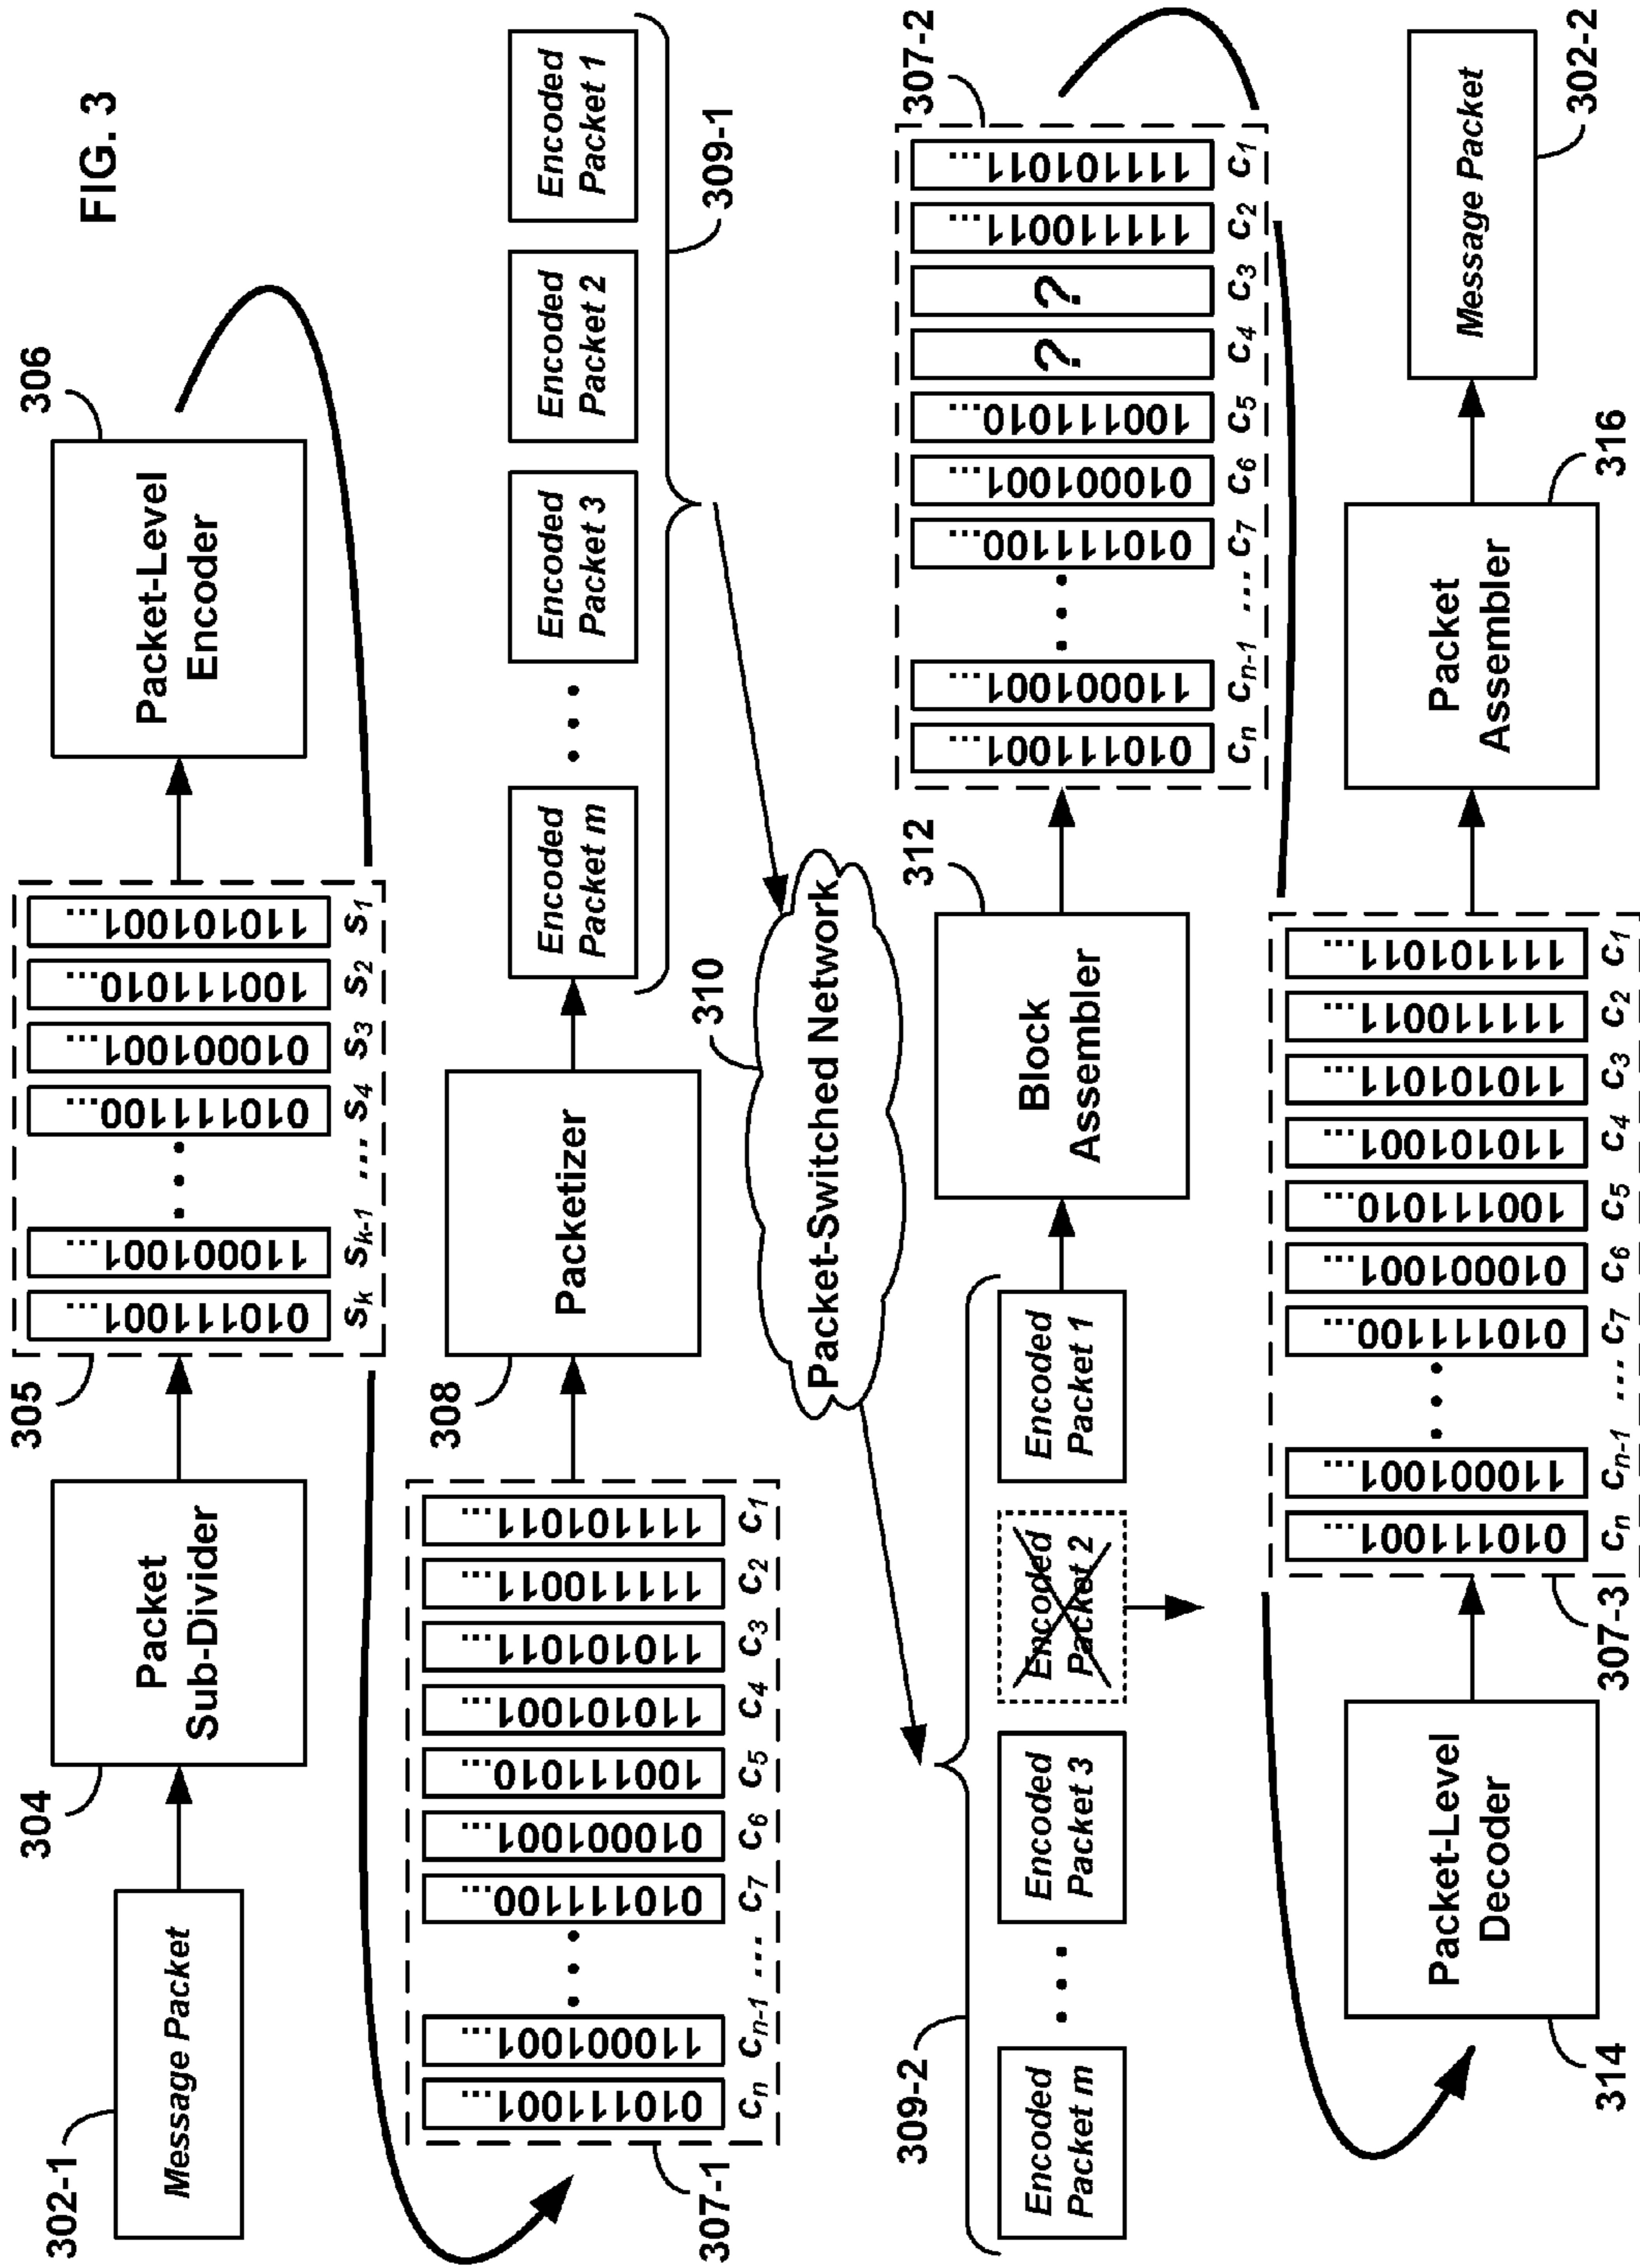 FIG. 3
302-1
Message Packet
304
Packet
Sub-Divider
305
010111001...
110001001...
. . .
010111100...
010001001...
100111010...
110101001...
Sk Sk-1 ... S4 S3 S2 S1
306
Packet-Level
Encoder
307-1
010111001...
110001001...
. . .
010111100...
010001001...
100111010...
110101001...
110101011...
111110011...
111101011...
Cn Cn-1 ... C7 C6 C5 C4 C3 C2 C1
308
Packetizer
Encoded
Packet m
. . .
Encoded
Packet 3
Encoded
Packet 2
Encoded
Packet 1
309-1
310
Packet-Switched Network
309-2
Encoded
Packet m
. . .
Encoded
Packet 3
Encoded
Packet 2
Encoded
Packet 1
312
Block
Assembler
307-2
010111001...
110001001...
. . .
010111100...
010001001...
100111010...
?
?
111110011...
111101011...
Cn Cn-1 ... C7 C6 C5 C4 C3 C2 C1
314
Packet-Level
Decoder
307-3
010111001...
110001001...
. . .
010111100...
010001001...
100111010...
110101001...
110101011...
111110011...
111101011...
Cn Cn-1 ... C7 C6 C5 C4 C3 C2 C1
316
Packet
Assembler
Message Packet
302-2